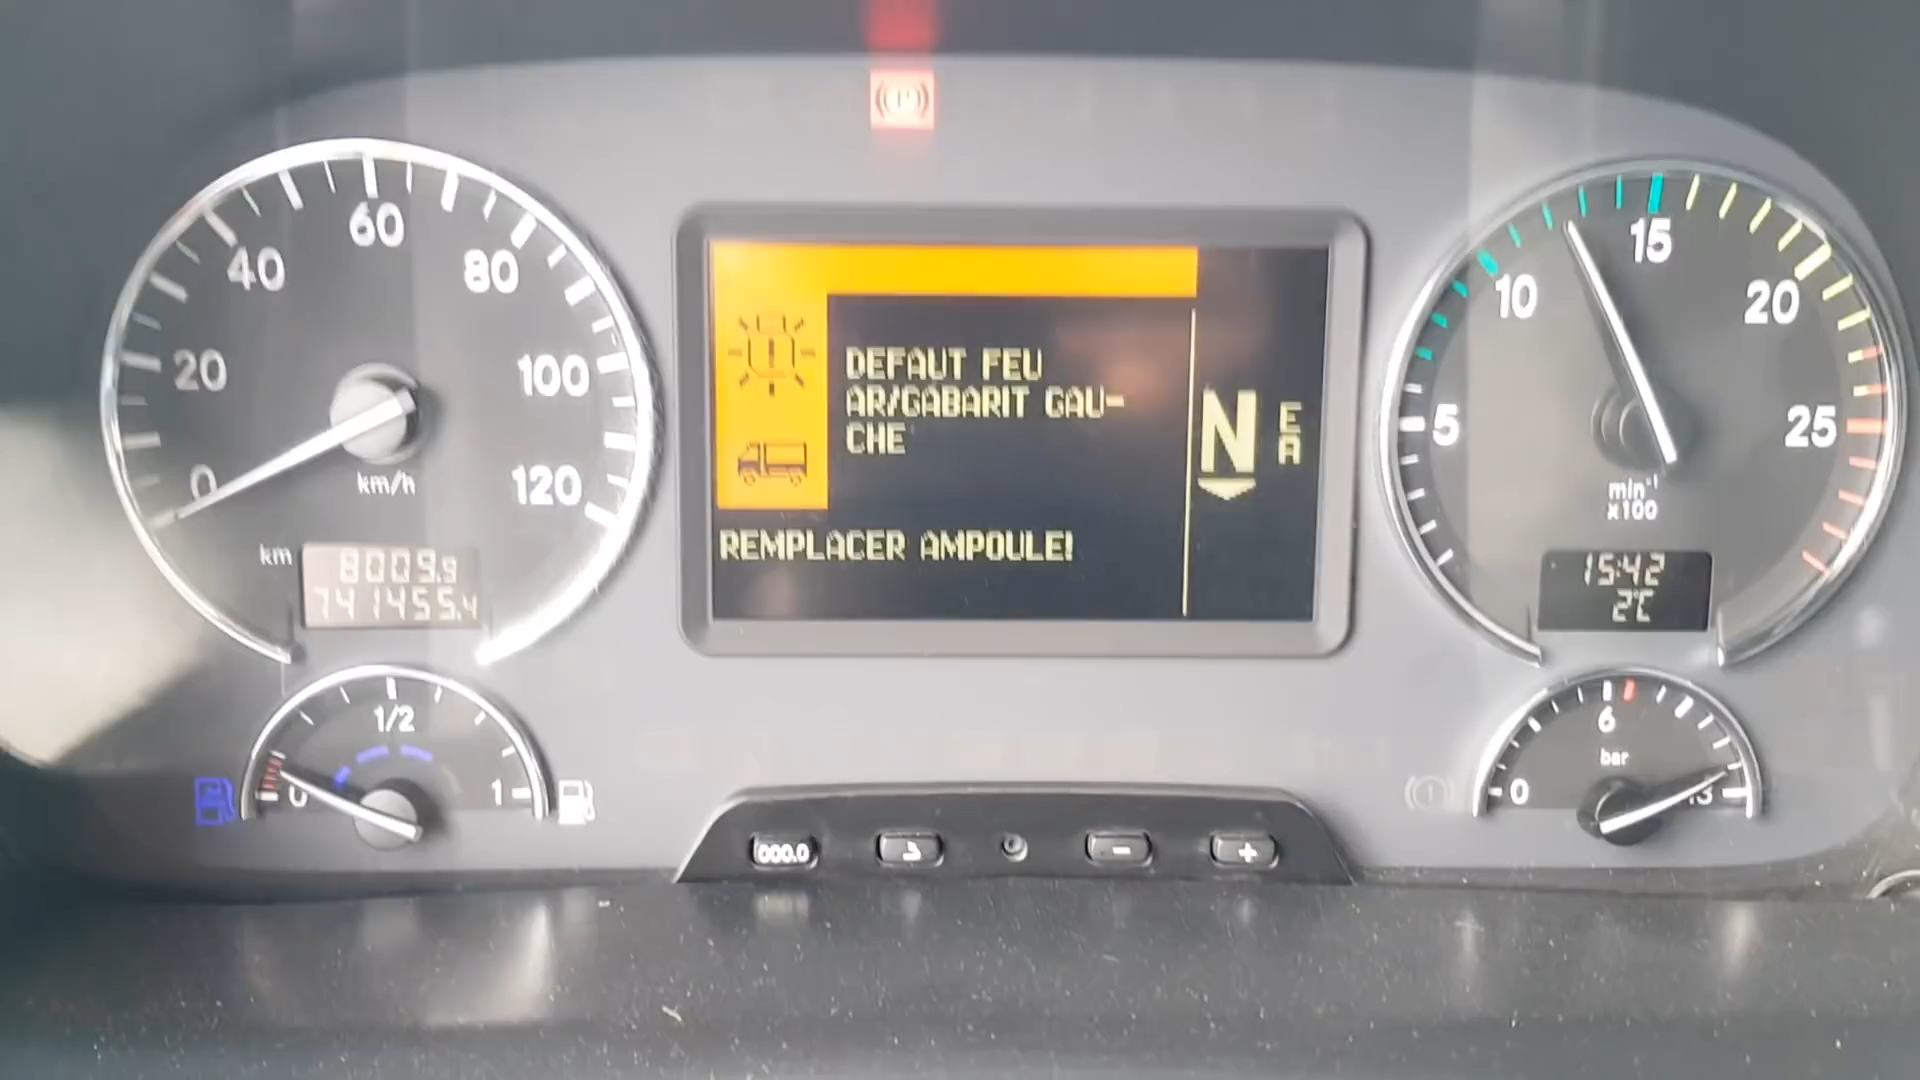 0
20
40
60
80
100
120
km/h
km
8009.9
741455.4
DEFAUT FEU
AR/GABARIT GAU-
CHE
REMPLACER AMPOULE!
N
E
A
5
10
15
20
25
min⁻¹
x100
15:42
2°C
0
1/2
1
0
6
13
bar
000.0
-
+